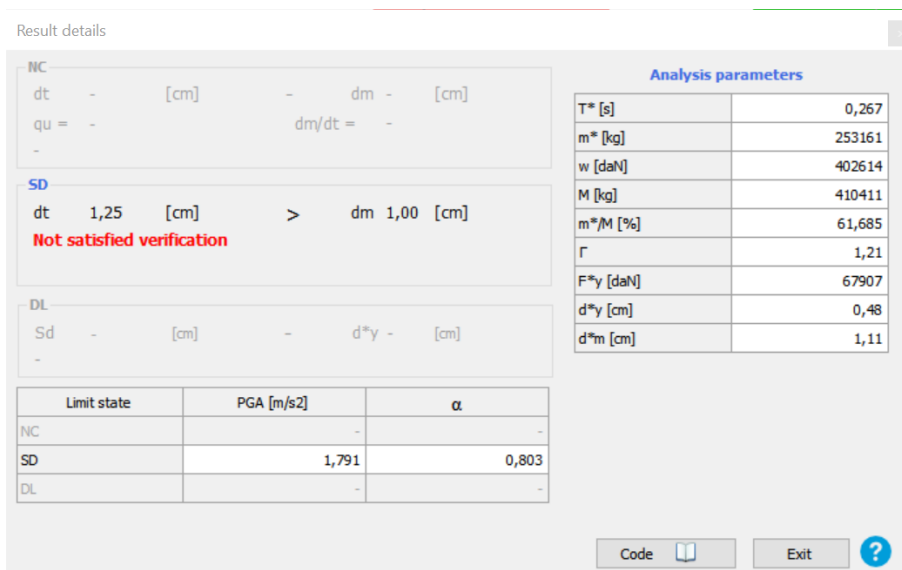 Result details
NC
dt - [cm] - dm - [cm]
qu = - dm/dt = -
-
SD
dt 1,25 [cm] > dm 1,00 [cm]
Not satisfied verification
DL
Sd - [cm] - d*y - [cm]
-
Limit state PGA [m/s2] α
NC - -
SD 1,791 0,803
DL - -
Analysis parameters
T* [s] 0,267
m* [kg] 253161
w [daN] 402614
M [kg] 410411
m*/M [%] 61,685
Γ 1,21
F*y [daN] 67907
d*y [cm] 0,48
d*m [cm] 1,11
Code Exit ?